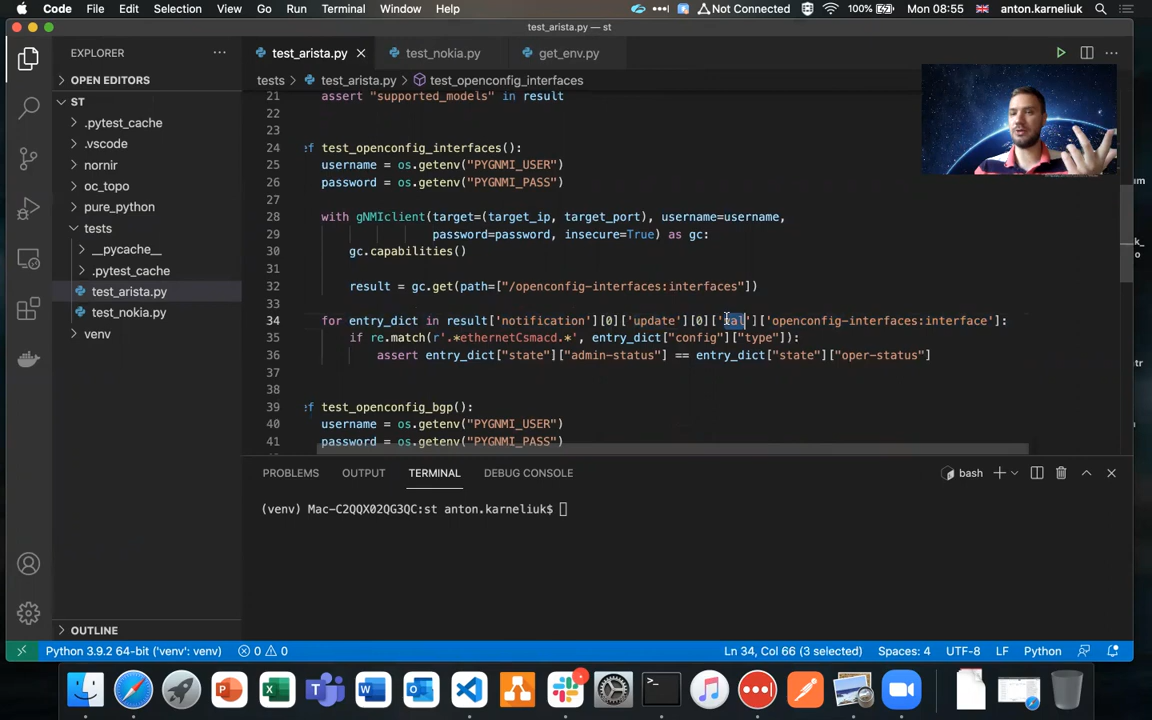 Code File Edit Selection View Go Run Terminal Window Help Not Connected 100% Mon 08:55 anton.karneliuk
test_arista.py — st
EXPLORER
test_arista.py test_nokia.py get_env.py
OPEN EDITORS
tests > test_arista.py > test_openconfig_interfaces
ST
.pytest_cache
.vscode
nornir
oc_topo
pure_python
tests
__pycache__
.pytest_cache
test_arista.py
test_nokia.py
venv
OUTLINE
21 assert "supported_models" in result
22
23
24 ef test_openconfig_interfaces():
25 username = os.getenv("PYGNMI_USER")
26 password = os.getenv("PYGNMI_PASS")
27
28 with gNMIclient(target=(target_ip, target_port), username=username,
29 password=password, insecure=True) as gc:
30 gc.capabilities()
31
32 result = gc.get(path=["/openconfig-interfaces:interfaces"])
33
34 for entry_dict in result['notification'][0]['update'][0]['val']['openconfig-interfaces:interface']:
35 if re.match(r'.*ethernetCsmacd.*', entry_dict["config"]["type"]):
36 assert entry_dict["state"]["admin-status"] == entry_dict["state"]["oper-status"]
37
38
39 ef test_openconfig_bgp():
40 username = os.getenv("PYGNMI_USER")
41 password = os.getenv("PYGNMI_PASS")
PROBLEMS OUTPUT TERMINAL DEBUG CONSOLE bash
(venv) Mac-C2QQX02QG3QC:st anton.karneliuk$
Python 3.9.2 64-bit ('venv': venv) 0 0 Ln 34, Col 66 (3 selected) Spaces: 4 UTF-8 LF Python